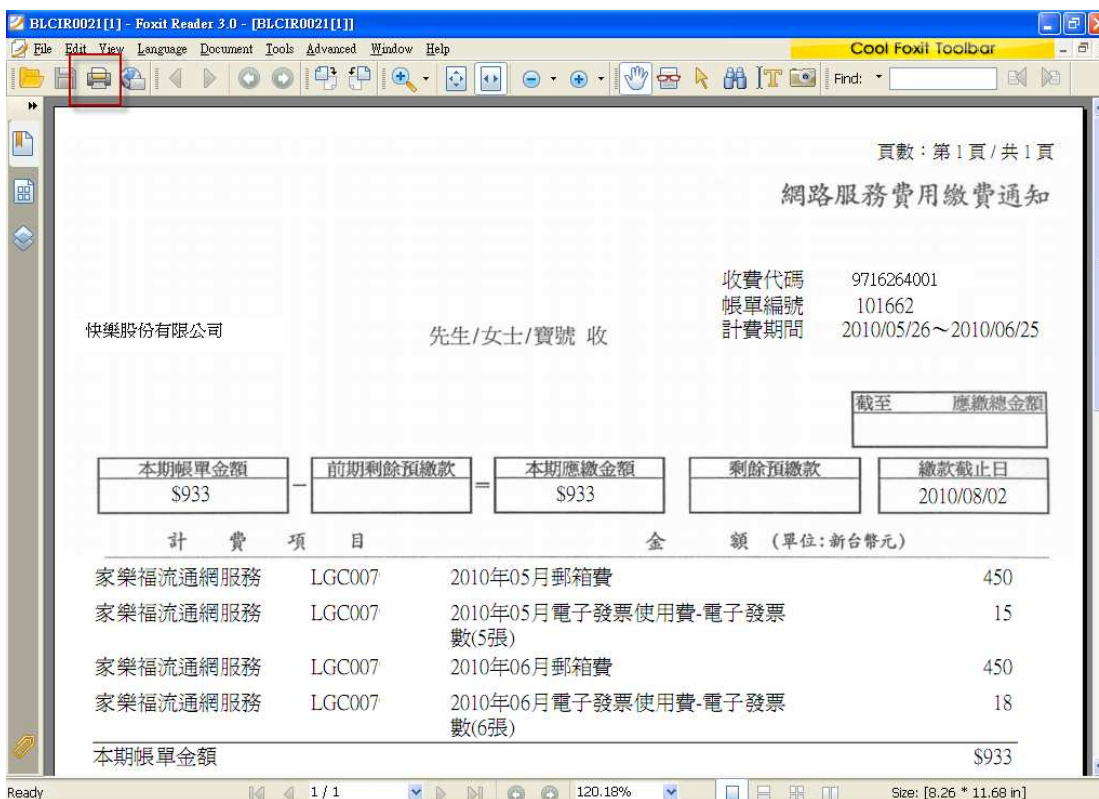 BLCIR0021[1] - Foxit Reader 3.0 - [BLCIR0021[1]]
File Edit View Language Document Tools Advanced Window Help
Cool Foxit Toolbar
Find:
頁數：第1頁/共1頁
網路服務費用繳費通知
收費代碼 9716264001
帳單編號 101662
快樂股份有限公司 先生/女士/寶號 收 計費期間 2010/05/26～2010/06/25
截至 應繳總金額
本期帳單金額 前期剩餘預繳款 本期應繳金額 剩餘預繳款 繳款截止日
$933 － ＝ $933 2010/08/02
計費項目 金額 (單位:新台幣元)
家樂福流通網服務 LGC007 2010年05月郵箱費 450
家樂福流通網服務 LGC007 2010年05月電子發票使用費-電子發票 15
數(5張)
家樂福流通網服務 LGC007 2010年06月郵箱費 450
家樂福流通網服務 LGC007 2010年06月電子發票使用費-電子發票 18
數(6張)
本期帳單金額 $933
Ready 1 / 1 120.18% Size: [8.26 * 11.68 in]